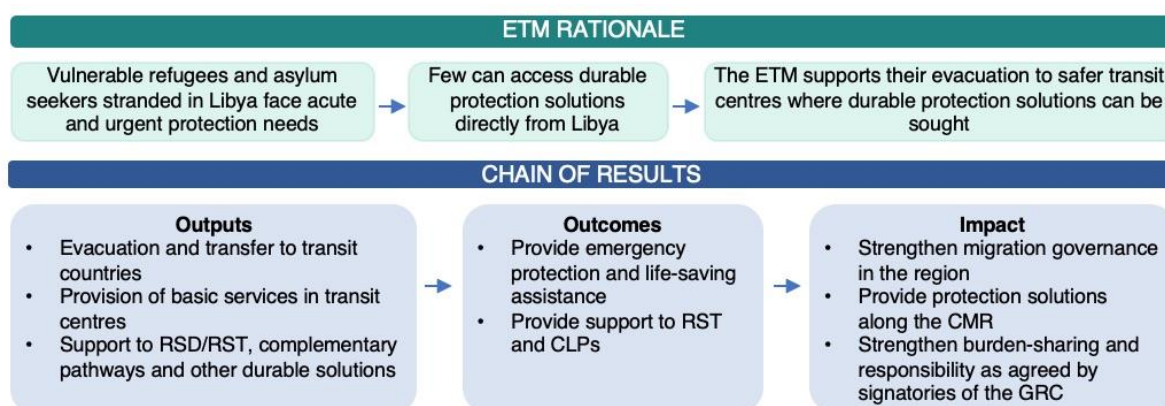 ETM RATIONALE
Vulnerable refugees and asylum
seekers stranded in Libya face acute
and urgent protection needs
Few can access durable
protection solutions
directly from Libya
The ETM supports their evacuation to safer transit
centres where durable protection solutions can be
sought
CHAIN OF RESULTS
Outputs
• Evacuation and transfer to transit
countries
• Provision of basic services in transit
centres
• Support to RSD/RST, complementary
pathways and other durable solutions
Outcomes
• Provide emergency
protection and life-saving
assistance
• Provide support to RST
and CLPs
Impact
• Strengthen migration governance
in the region
• Provide protection solutions
along the CMR
• Strengthen burden-sharing and
responsibility as agreed by
signatories of the GRC